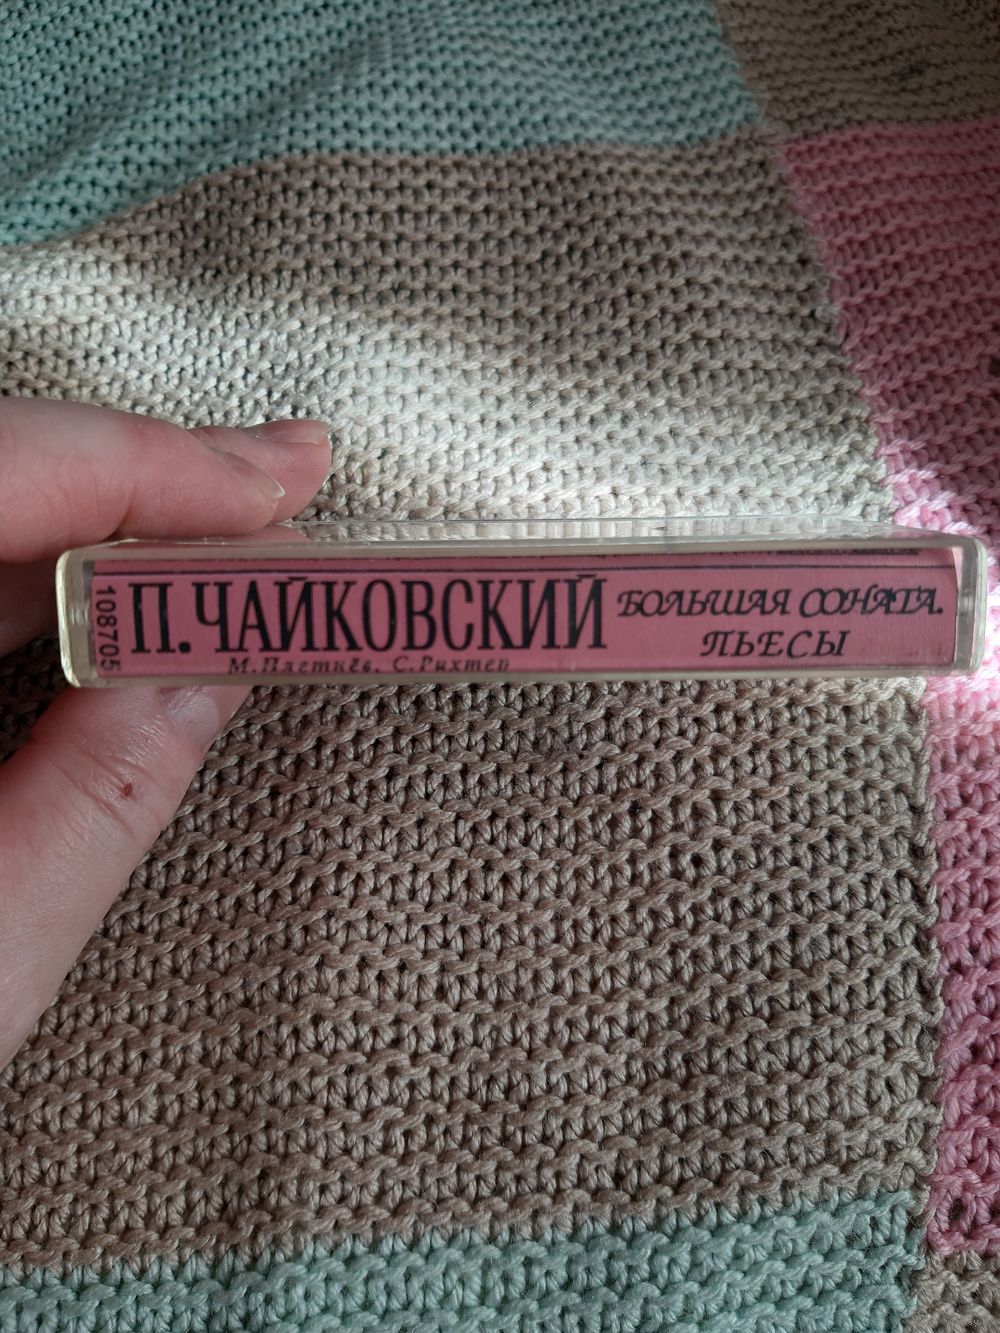 108705
П. ЧАЙКОВСКИЙ
М. Плетнёв, С. Рихтер
БОЛЬШАЯ СОНАТА.
ПЬЕСЫ